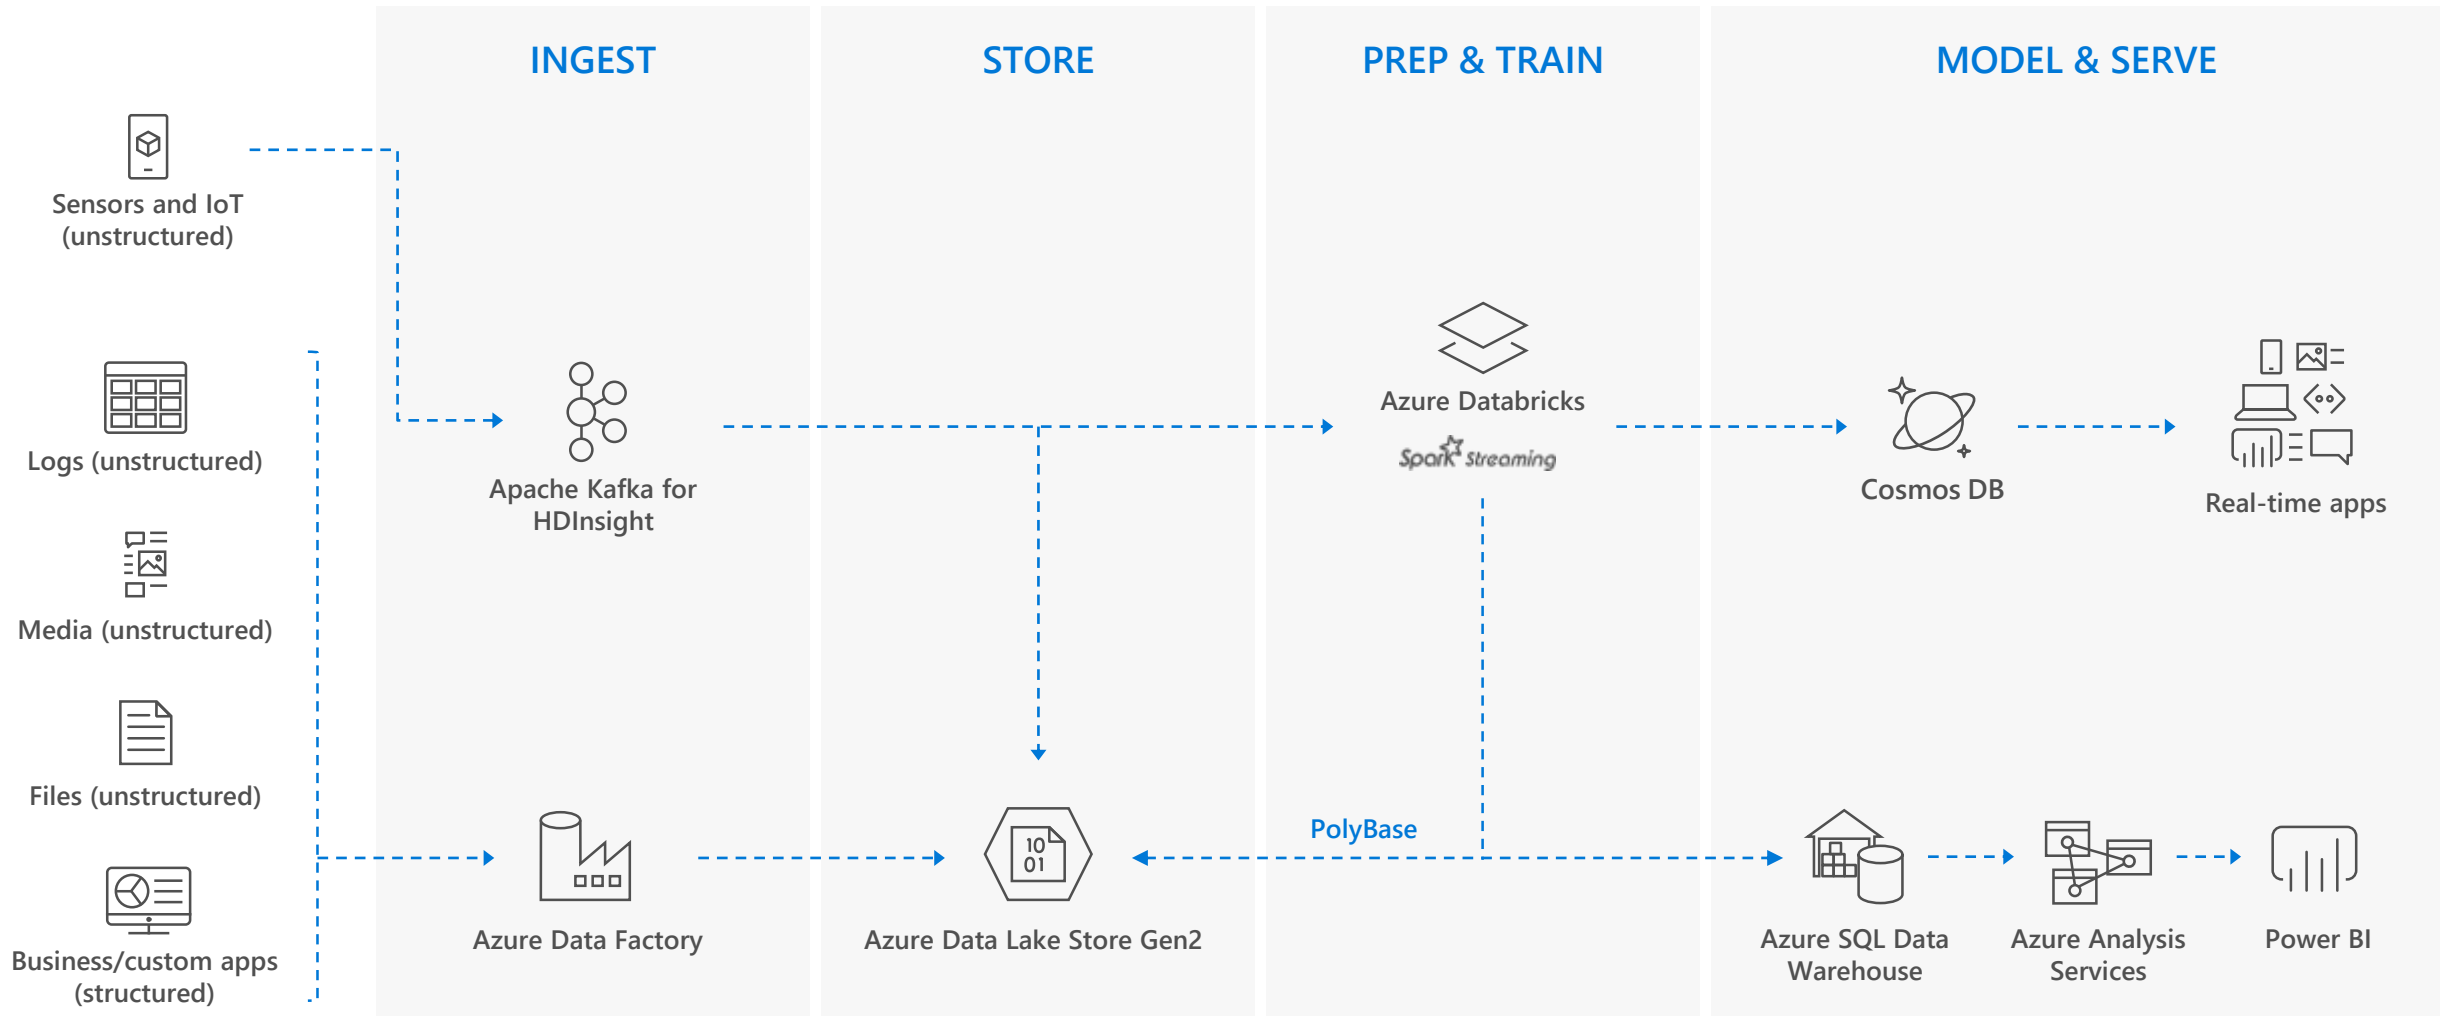 INGEST
STORE
PREP & TRAIN
MODEL & SERVE
Sensors and IoT
(unstructured)
Logs (unstructured)
Media (unstructured)
Files (unstructured)
Business/custom apps
(structured)
Apache Kafka for
HDInsight
Azure Data Factory
10
01
Azure Data Lake Store Gen2
Azure Databricks
Spark Streaming
PolyBase
Cosmos DB
Real-time apps
Azure SQL Data
Warehouse
Azure Analysis
Services
Power BI